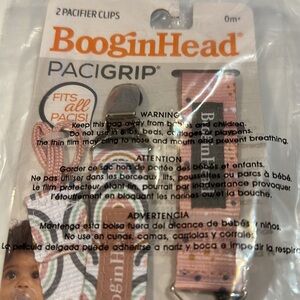 2 PACIFIER CLIPS
0m+
BooginHead
PACIGRIP®
FITS
all
PACIS!
WARNING
Keep this bag away from babies and children.
Do not use in cribs, beds, carriages or playpens.
The thin film may cling to nose and mouth and prevent breathing.
ATTENTION
Garder ce sac hors de portée des bébés et enfants.
Ne pas utiliser dans les berceaux, lits, poussettes ou parcs à bébé.
Le film protecteur peut
par inadvertance provoquer
l'étouffement en bloquant les narines et/ou la bouche.
ADVERTENCIA
Mantenga esta bolsa fuera del alcance de bebés y niños.
No la use en cunas, camas, carriolas y corrales.
La película delgada puede adherirse a nariz y boca e impedir la respira
BooginHead